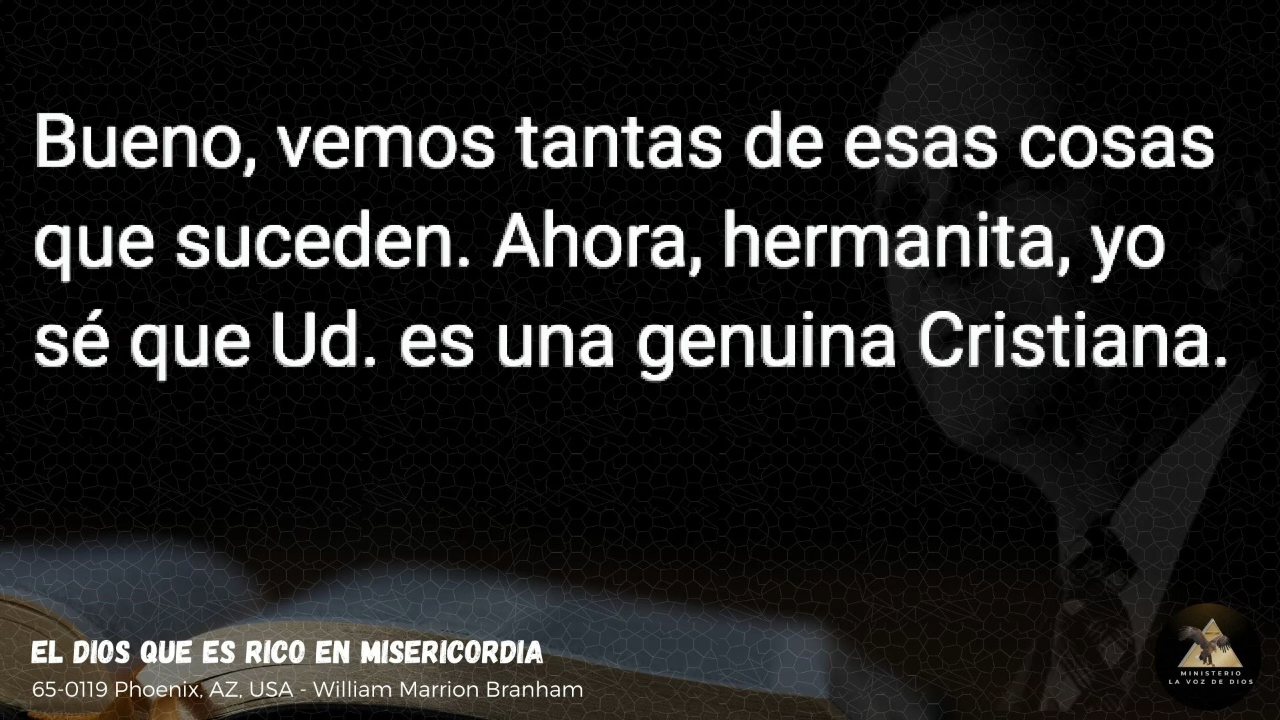 Bueno, vemos tantas de esas cosas
que suceden. Ahora, hermanita, yo
sé que Ud. es una genuina Cristiana.
EL DIOS QUE ES RICO EN MISERICORDIA
65-0119 Phoenix, AZ, USA - William Marrion Branham
MINISTERIO
LA VOZ DE DIOS